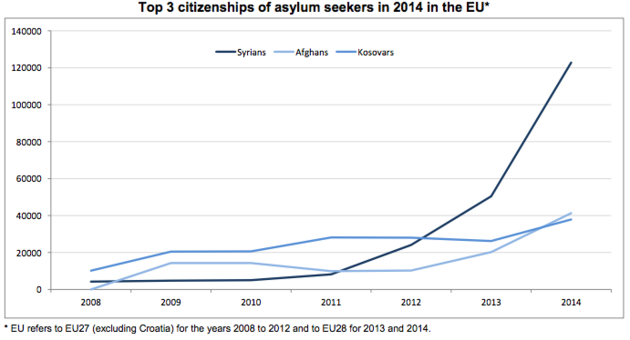 Top 3 citizenships of asylum seekers in 2014 in the EU*
Syrians Afghans Kosovars
140000
120000
100000
80000
60000
40000
20000
0
2008 2009 2010 2011 2012 2013 2014
* EU refers to EU27 (excluding Croatia) for the years 2008 to 2012 and to EU28 for 2013 and 2014.